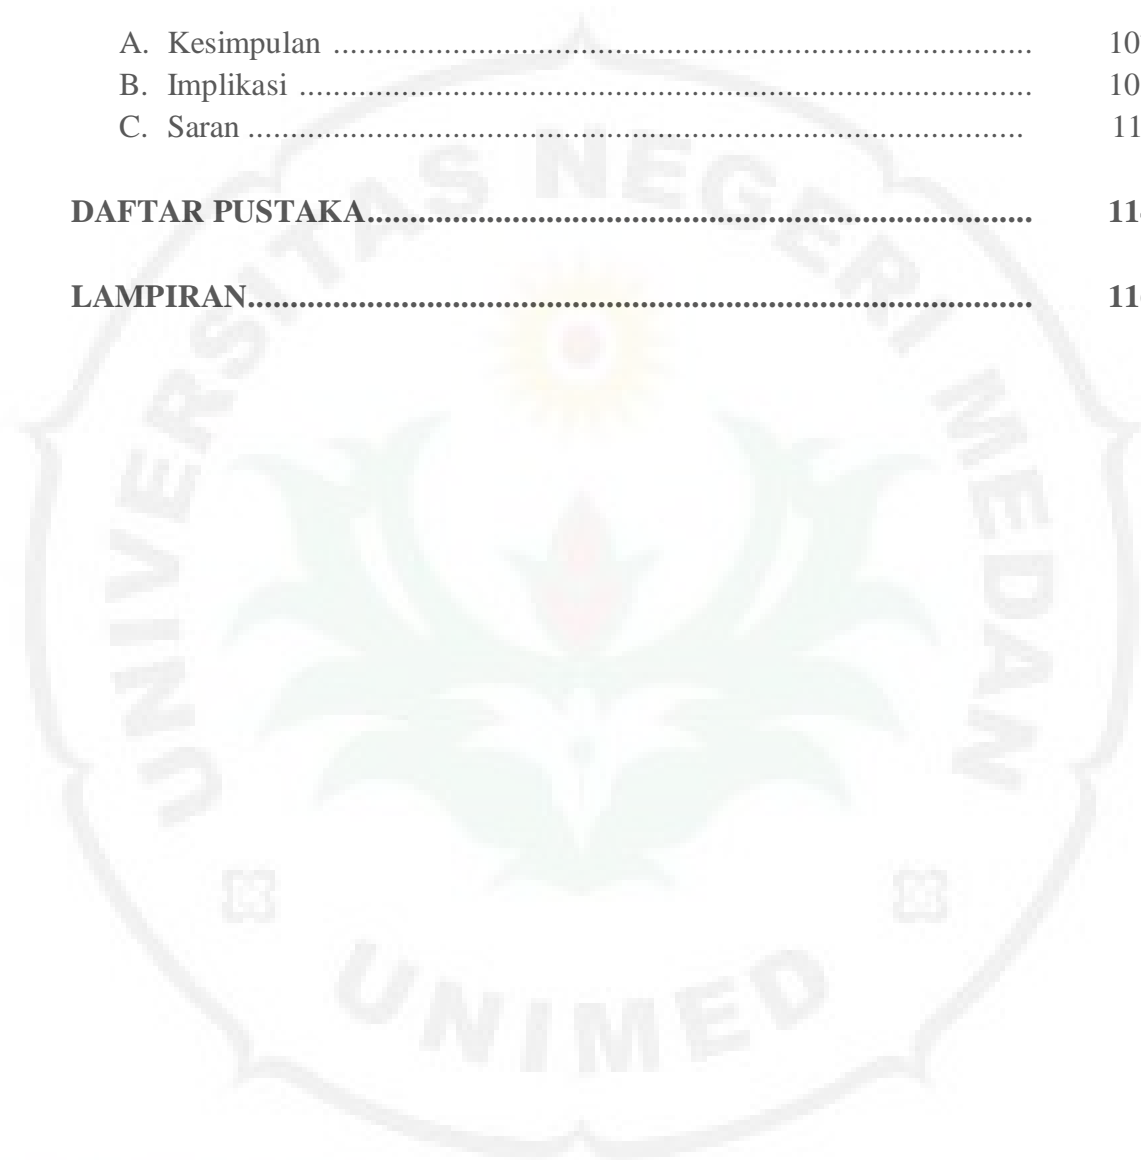 A. Kesimpulan ................................................................................... 10
B. Implikasi ....................................................................................... 10
C. Saran ............................................................................................ 11
DAFTAR PUSTAKA............................................................................... 11
LAMPIRAN............................................................................................. 11
UNIVERSITAS NEGERI MEDAN
UNIMED